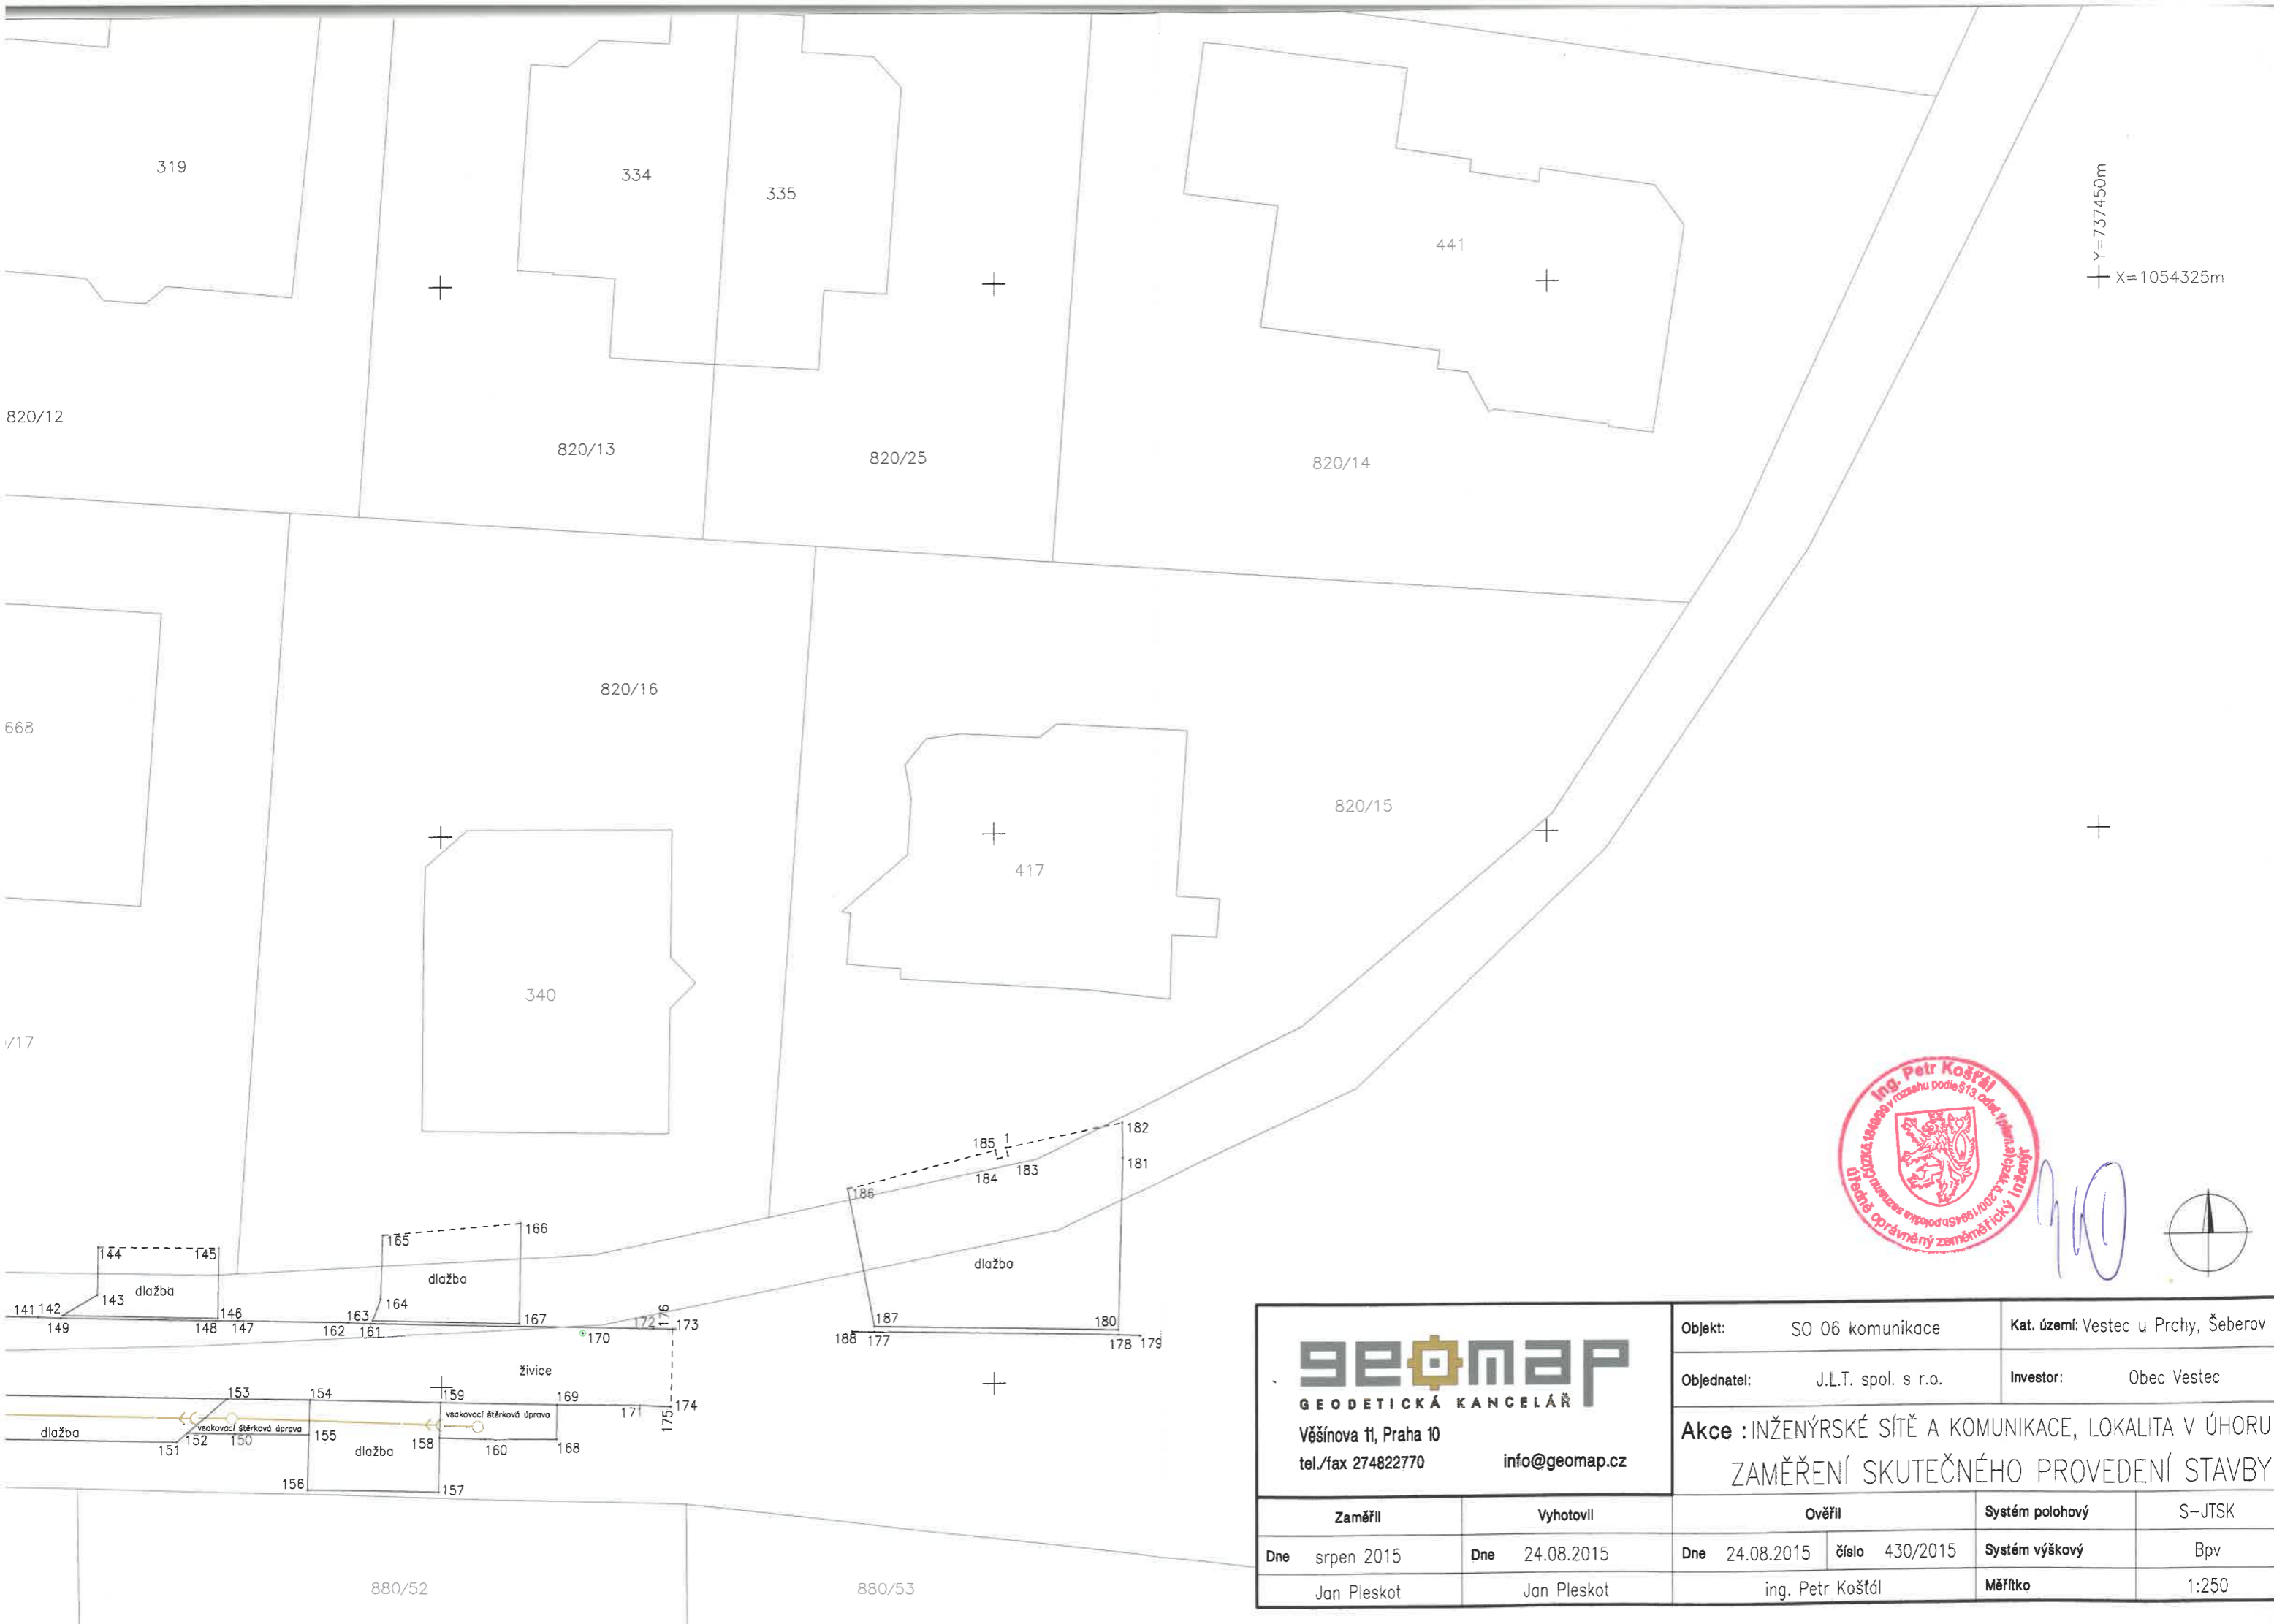 319
334
335
441
Y=737450m
X=1054325m
820/12
820/13
820/25
820/14
668
820/16
820/15
417
340
/17
144
145
143
dlažba
141 142
149
146
148 147
165
166
dlažba
164
163
162 161
167
170
172
176
173
živice
185 1
182
181
184 183
186
dlažba
187
180
188 177
178 179
153
154
159
169
171
175
174
vsakovací štěrková úprava
vsakovací štěrková úprava
dlažba
151
152
150
155
dlažba
158
160
168
156
157
880/52
880/53
Ing. Petr Košťál
úředně oprávněný zeměměřický inženýr
geomap
GEODETICKÁ KANCELÁŘ
Věšínova 11, Praha 10
tel./fax 274822770 info@geomap.cz
Objekt: SO 06 komunikace
Kat. území: Vestec u Prahy, Šeberov
Objednatel: J.L.T. spol. s r.o.
Investor: Obec Vestec
Akce : INŽENÝRSKÉ SÍTĚ A KOMUNIKACE, LOKALITA V ÚHORU
ZAMĚŘENÍ SKUTEČNÉHO PROVEDENÍ STAVBY
Zaměřil
Vyhotovil
Ověřil
Systém polohový
S-JTSK
Dne srpen 2015
Dne 24.08.2015
Dne 24.08.2015
číslo 430/2015
Systém výškový
Bpv
Jan Pleskot
Jan Pleskot
ing. Petr Košťál
Měřítko
1:250